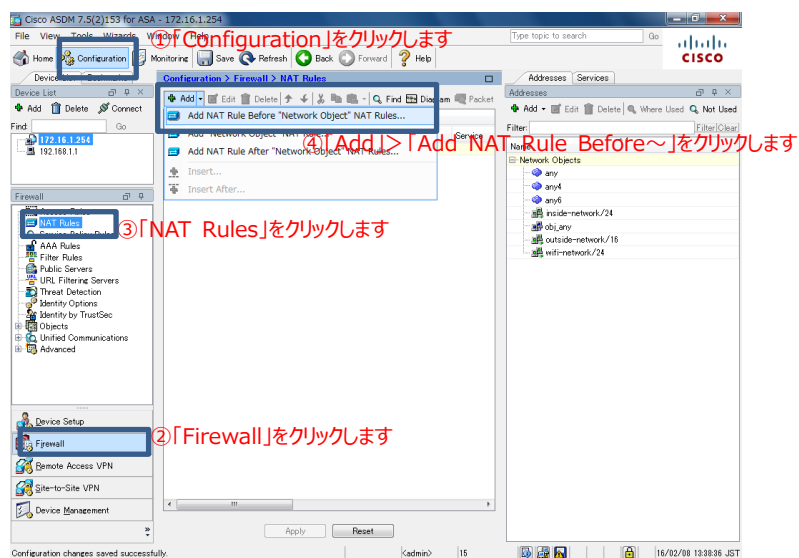 Cisco ASDM 7.5(2)153 for ASA - 172.16.1.254
File View Tools Wizards Window Help
Type topic to search Go
①「Configuration」をクリックします
Home Configuration Monitoring Save Refresh Back Forward Help
CISCO
Device List Bookmarks
Device List
Add Delete Connect
Find: Go
172.16.1.254
192.168.1.1
Configuration > Firewall > NAT Rules
Add Edit Delete Find Diagram Packet
Add NAT Rule Before "Network Object" NAT Rules...
Add "Network Object" NAT Rule...
Service
Add NAT Rule After "Network Object" NAT Rules...
Insert...
Insert After...
④「Add」>「Add NAT Rule Before～」をクリックします
Addresses Services
Addresses
Add Edit Delete Where Used Not Used
Filter: Filter Clear
Name
Network Objects
any
any4
any6
inside-network/24
obj_any
outside-network/16
wifi-network/24
Firewall
Access Rules
NAT Rules
③「NAT Rules」をクリックします
Service Policy Rules
AAA Rules
Filter Rules
Public Servers
URL Filtering Servers
Threat Detection
Identity Options
Identity by TrustSec
Objects
Unified Communications
Advanced
Device Setup
Firewall
②「Firewall」をクリックします
Remote Access VPN
Site-to-Site VPN
Device Management
Apply Reset
Configuration changes saved successfully.
<admin> 15
16/02/08 13:38:36 JST